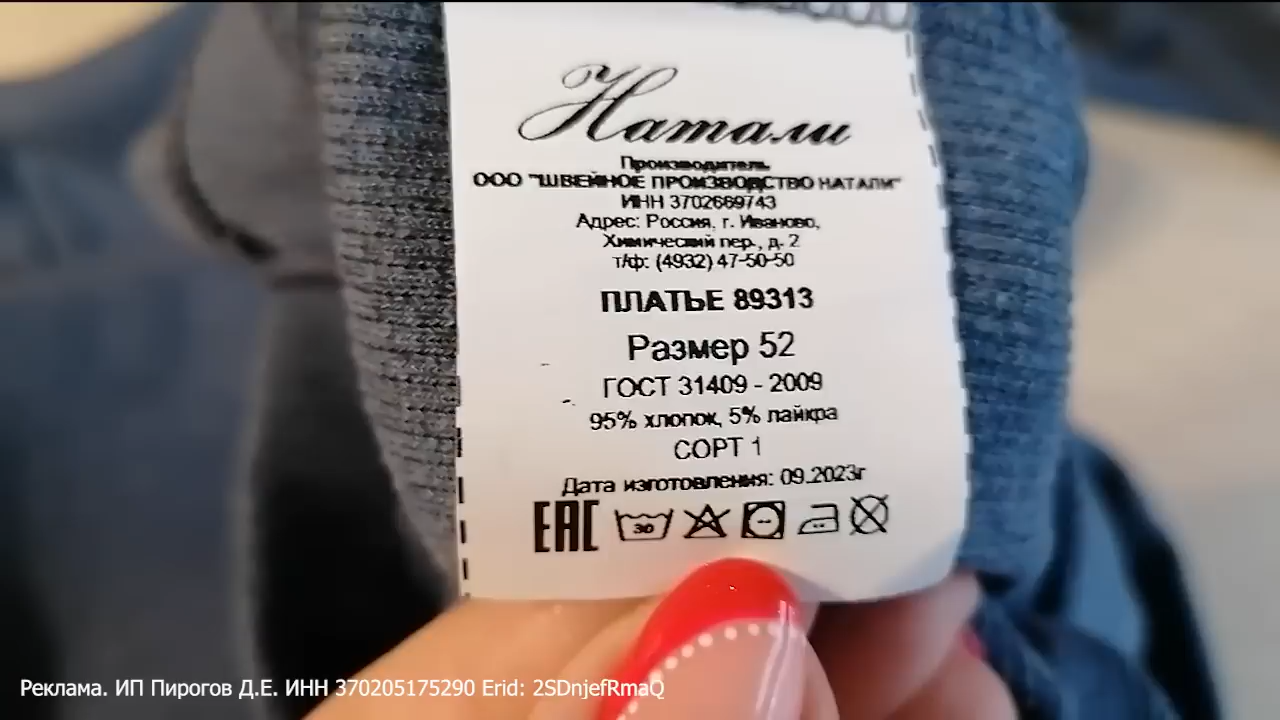 Натали
Производитель
ООО "ШВЕЙНОЕ ПРОИЗВОДСТВО НАТАЛИ"
ИНН 3702669743
Адрес: Россия, г. Иваново,
Химический пер., д. 2
т/ф: (4932) 47-50-50
ПЛАТЬЕ 89313
Размер 52
ГОСТ 31409 - 2009
95% хлопок, 5% лайкра
СОРТ 1
Дата изготовления: 09.2023г
EAC 30
Реклама. ИП Пирогов Д.Е. ИНН 370205175290 Erid: 2SDnjefRmaQ